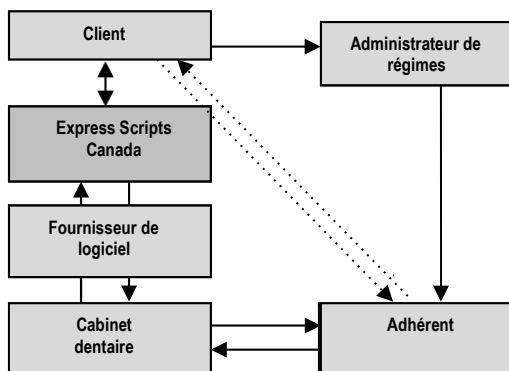 Client
Administrateur de
régimes
Express Scripts
Canada
Fournisseur de
logiciel
Cabinet
dentaire
Adhérent